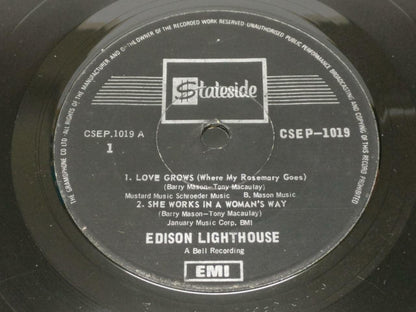 ALL RIGHTS OF THE MANUFACTURER AND OF THE OWNER OF THE RECORDED WORK RESERVED·UNAUTHORISED PUBLIC PERFORMANCE BROADCASTING AND COPYING OF THIS RECORD PROHIBITED
THE GRAMOPHONE CO LTD
Stateside
CSEP.1019 A
1
CSEP-1019
1. LOVE GROWS (Where My Rosemary Goes)
(Barry Mason-Tony Macaulay)
Mustard Music Schroeder Music B. Mason Music
2. SHE WORKS IN A WOMAN'S WAY
(Barry Mason-Tony Macaulay)
January Music Corp, BMI
EDISON LIGHTHOUSE
A Bell Recording
EMI